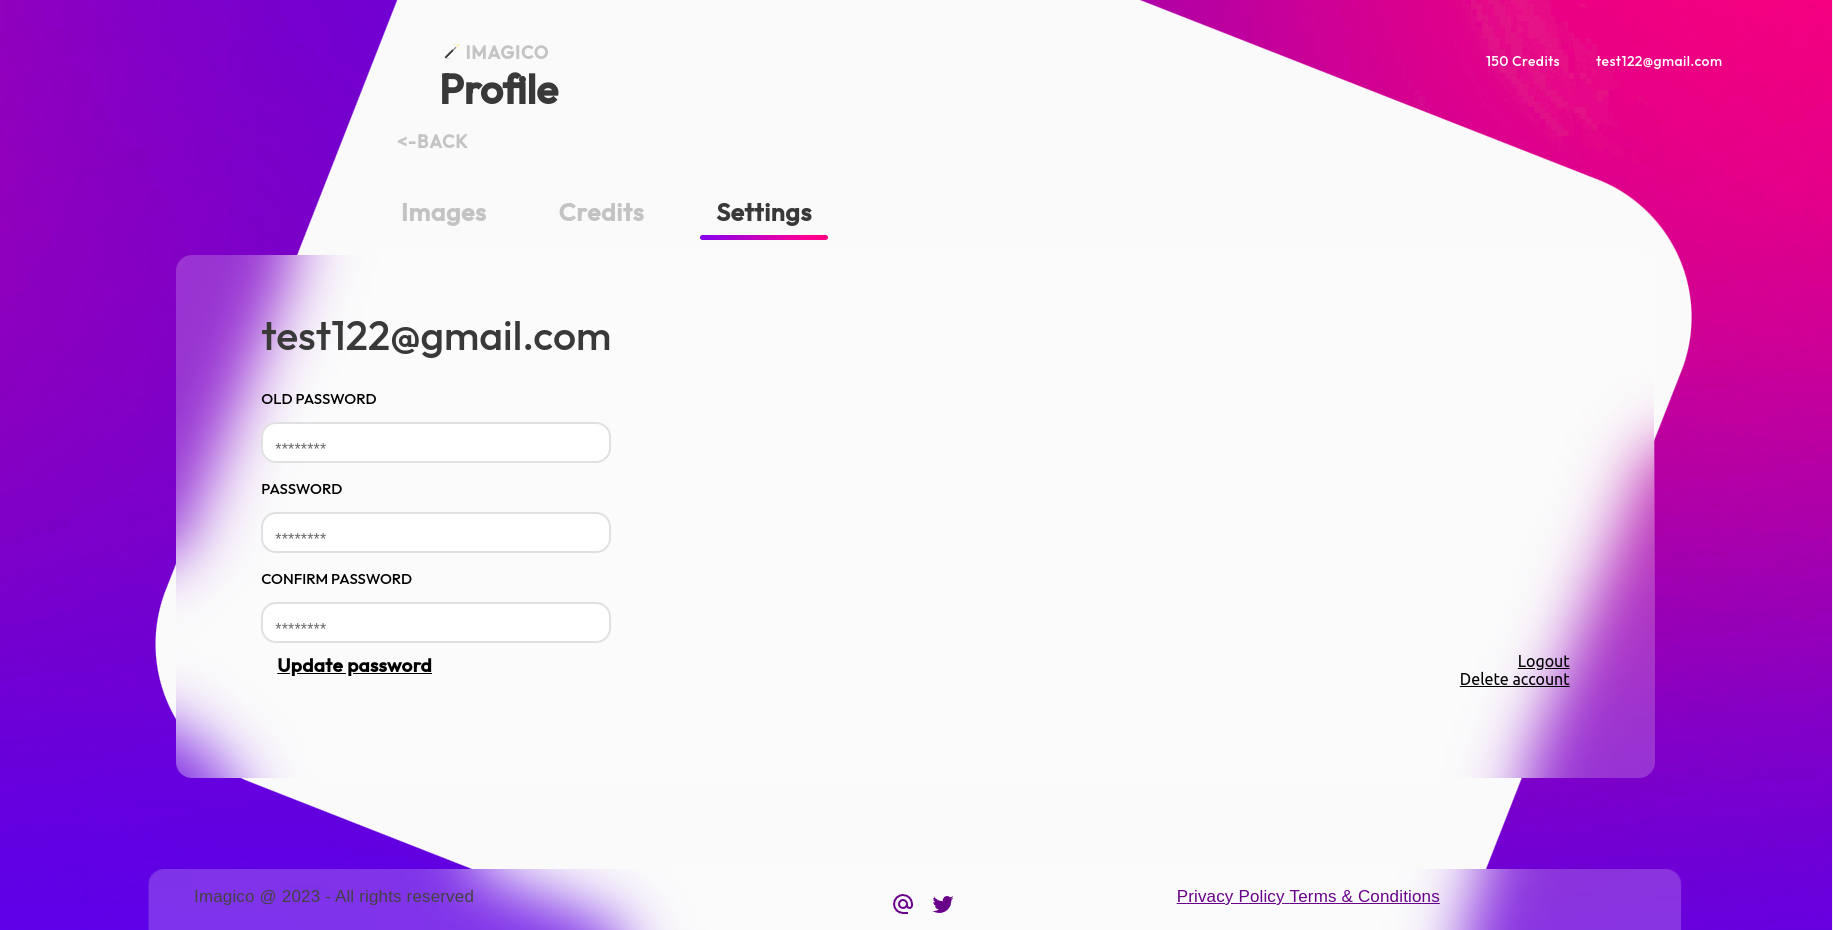 IMAGICO
150 Credits test122@gmail.com
Profile
<-BACK
Images Credits Settings
test122@gmail.com
OLD PASSWORD
********
PASSWORD
********
CONFIRM PASSWORD
********
Update password
Logout
Delete account
Imagico @ 2023 - All rights reserved
Privacy Policy Terms & Conditions